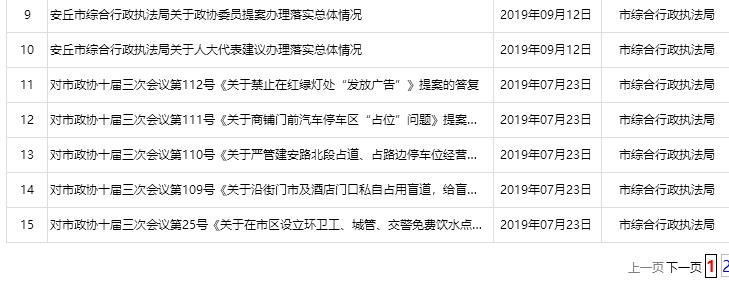 9 安丘市综合行政执法局关于政协委员提案办理落实总体情况 2019年09月12日 市综合行政执法局
10 安丘市综合行政执法局关于人大代表建议办理落实总体情况 2019年09月12日 市综合行政执法局
11 对市政协十届三次会议第112号《关于禁止在红绿灯处“发放广告”》提案的答复 2019年07月23日 市综合行政执法局
12 对市政协十届三次会议第111号《关于商铺门前汽车停车区“占位”问题》提案... 2019年07月23日 市综合行政执法局
13 对市政协十届三次会议第110号《关于严管建安路北段占道、占路边停车位经营... 2019年07月23日 市综合行政执法局
14 对市政协十届三次会议第109号《关于沿街门市及酒店门口私自占用盲道，给盲... 2019年07月23日 市综合行政执法局
15 对市政协十届三次会议第25号《关于在市区设立环卫工、城管、交警免费饮水点... 2019年07月23日 市综合行政执法局
上一页 下一页 1 2